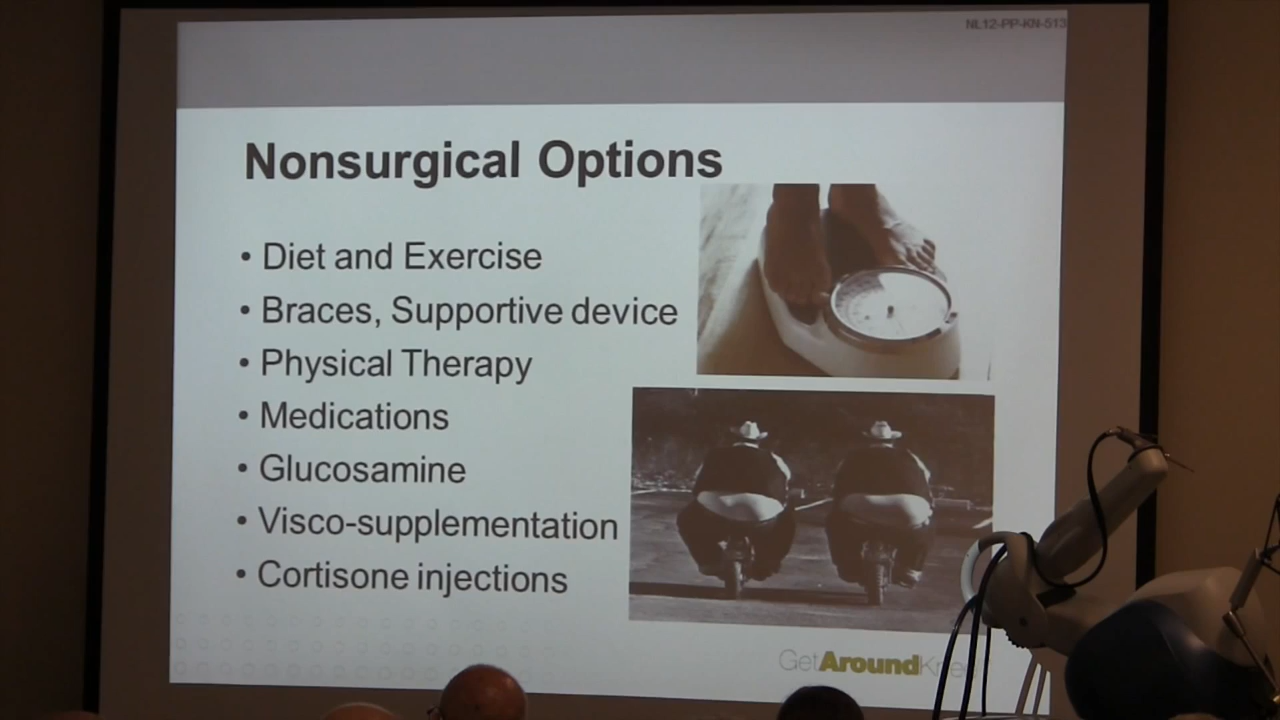 NL12-PP-KN-513
Nonsurgical Options
• Diet and Exercise
• Braces, Supportive device
• Physical Therapy
• Medications
• Glucosamine
• Visco-supplementation
• Cortisone injections
GetAroundKnee